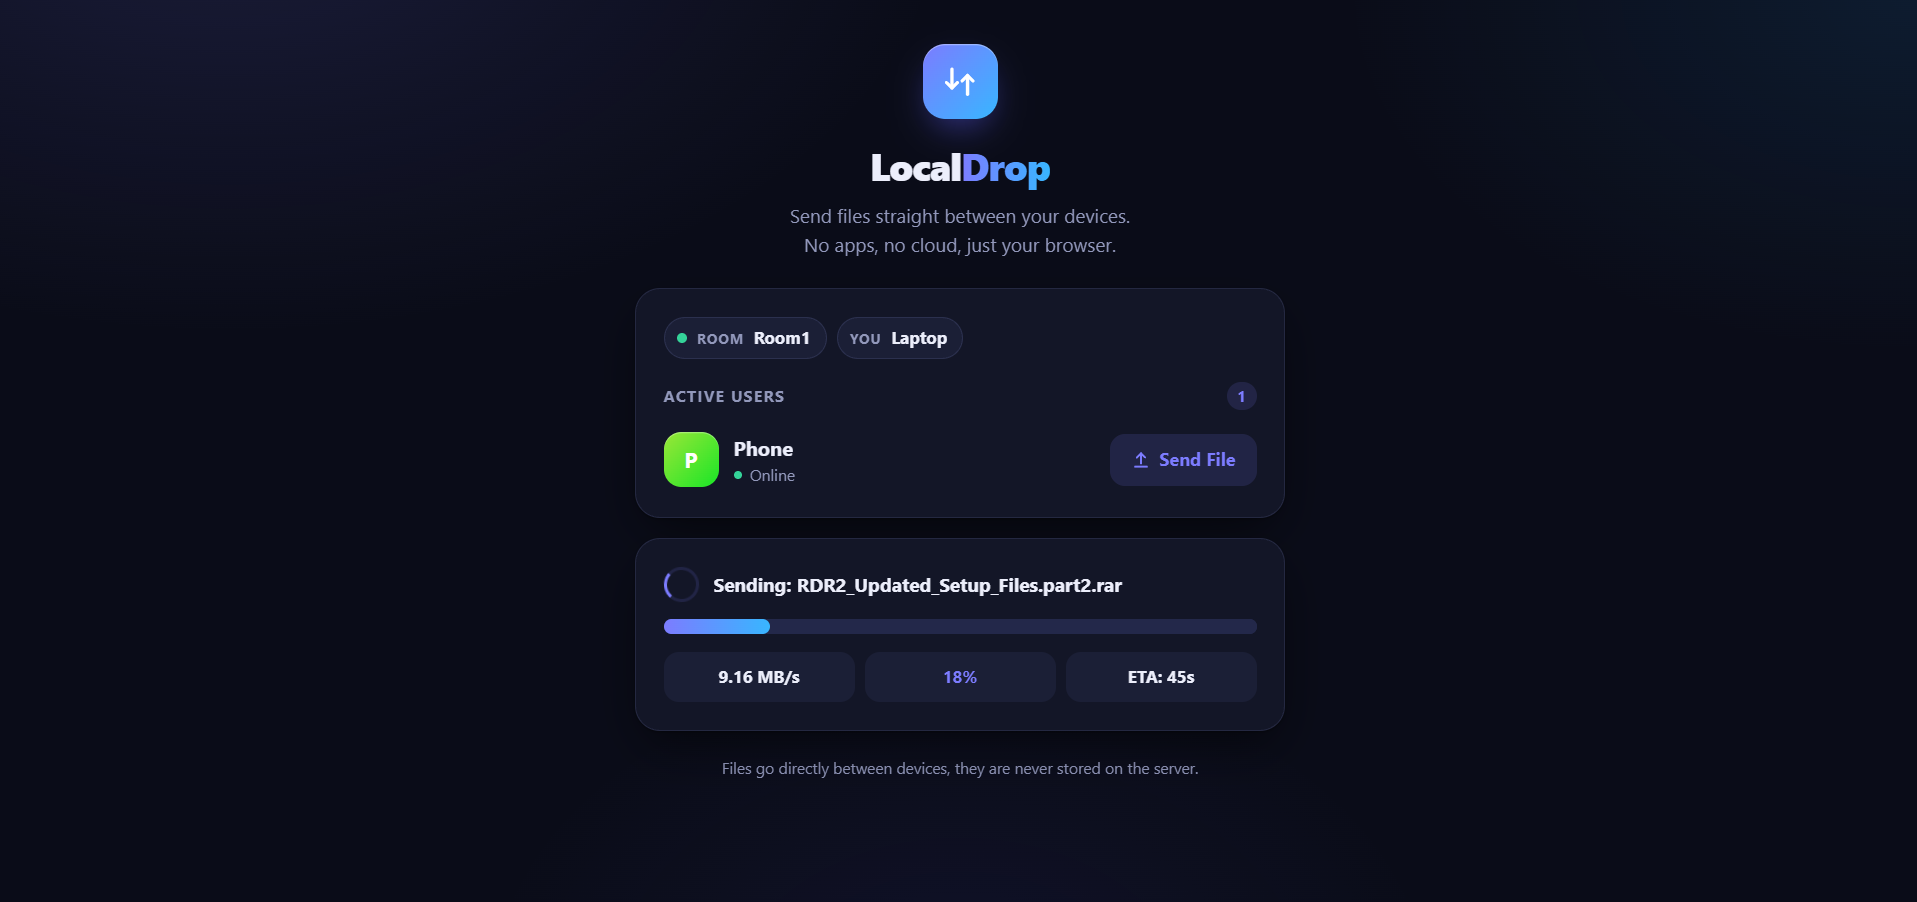 LocalDrop
Send files straight between your devices.
No apps, no cloud, just your browser.
ROOM Room1 YOU Laptop
ACTIVE USERS 1
P Phone
Online
Send File
Sending: RDR2_Updated_Setup_Files.part2.rar
9.16 MB/s 18% ETA: 45s
Files go directly between devices, they are never stored on the server.